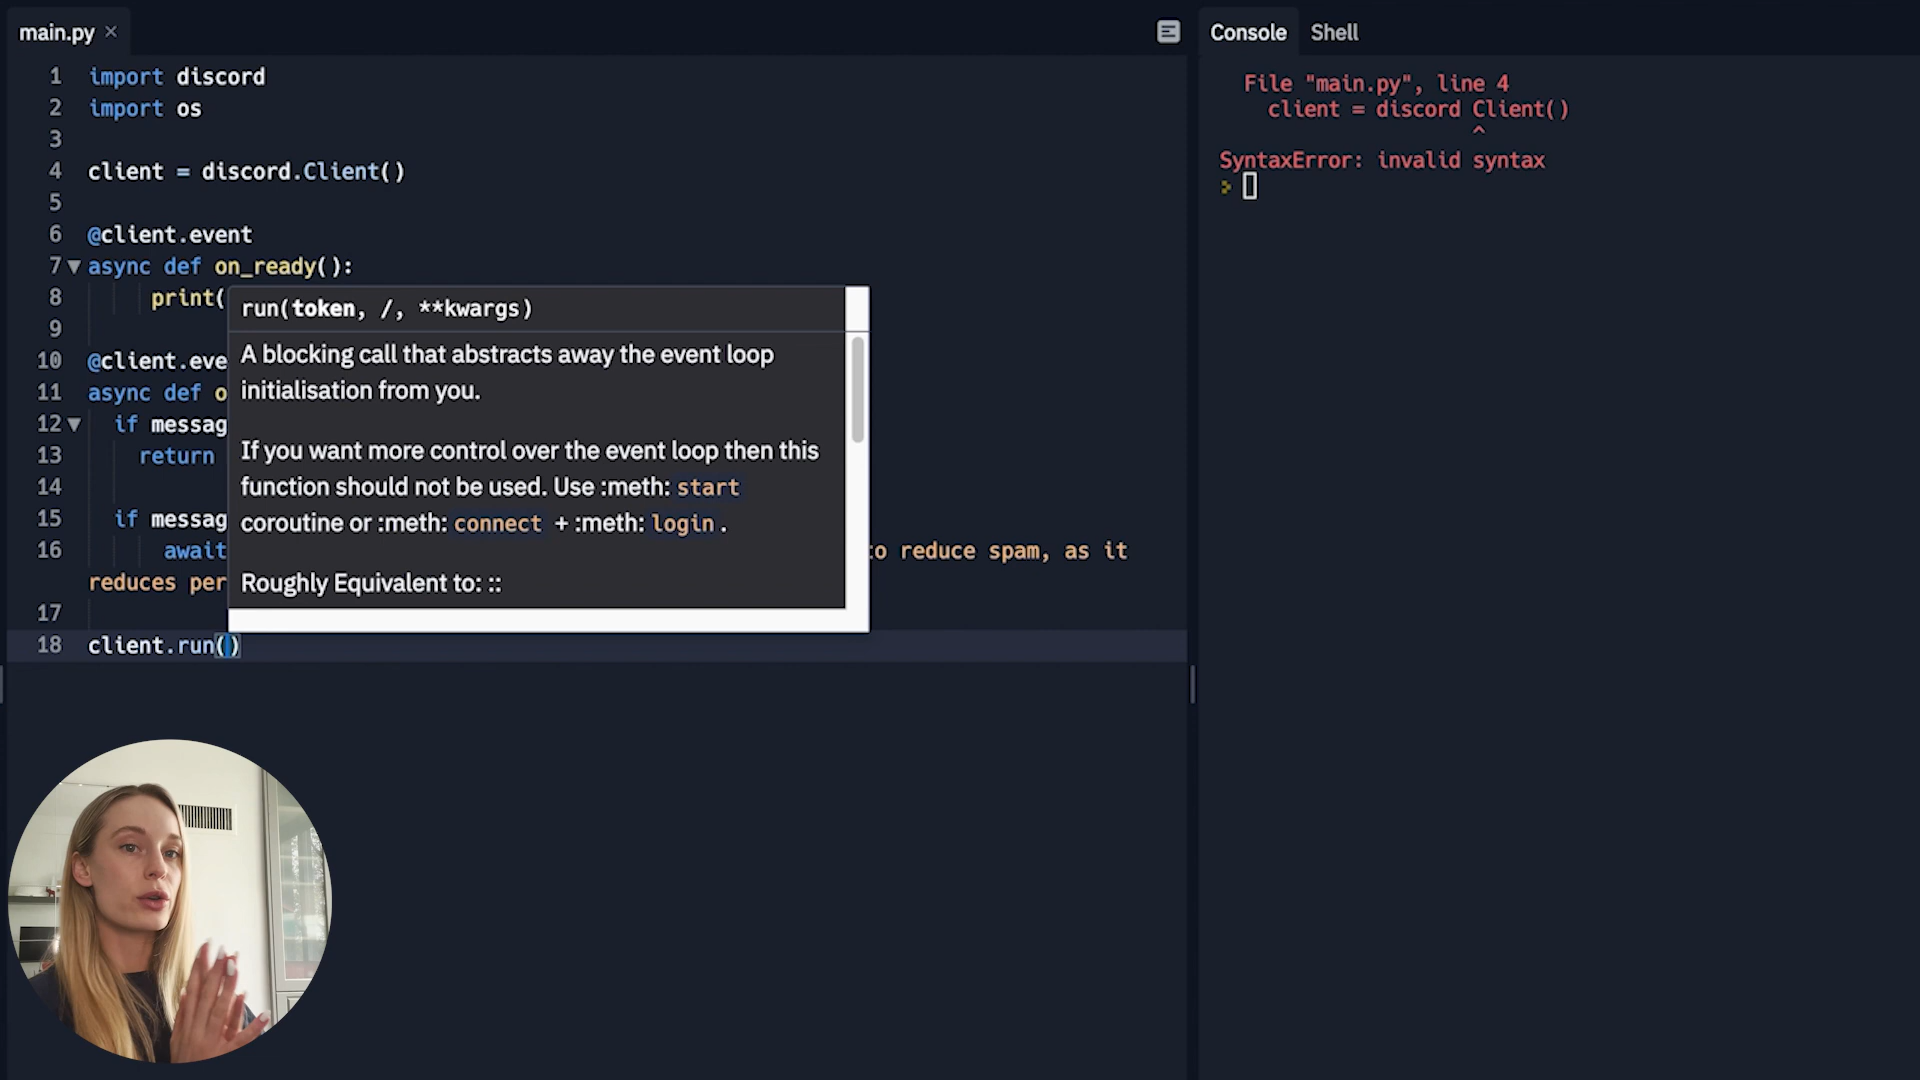 main.py ×
1 import discord
2 import os
3
4 client = discord.Client()
5
6 @client.event
7 async def on_ready():
8 print(
9
10 @client.eve
11 async def o
12 if messag
13 return
14
15 if messag
16 await to reduce spam, as it
reduces per
17
18 client.run()
run(token, /, **kwargs)
A blocking call that abstracts away the event loop
initialisation from you.
If you want more control over the event loop then this
function should not be used. Use :meth: start
coroutine or :meth: connect + :meth: login .
Roughly Equivalent to: ::
Console Shell
File "main.py", line 4
client = discord Client()
^
SyntaxError: invalid syntax